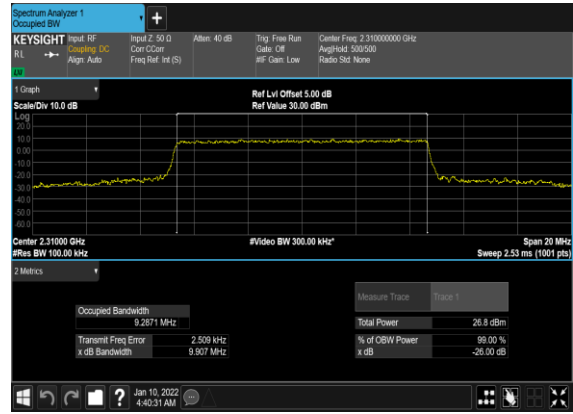 Spectrum Analyzer 1
Occupied BW
KEYSIGHT Input: RF Input Z: 50 Ω Atten: 40 dB Trig: Free Run Center Freq: 2.310000000 GHz
RL Coupling: DC Corr CCorr Gate: Off Avg|Hold: 500/500
Align: Auto Freq Ref: Int (S) #IF Gain: Low Radio Std: None
1 Graph Ref Lvl Offset 5.00 dB
Scale/Div 10.0 dB Ref Value 30.00 dBm
Log
20.0
10.0
0.00
-10.0
-20.0
-30.0
-40.0
-50.0
-60.0
Center 2.31000 GHz #Video BW 300.00 kHz* Span 20 MHz
#Res BW 100.00 kHz Sweep 2.53 ms (1001 pts)
2 Metrics
Measure Trace Trace 1
Occupied Bandwidth
9.2671 MHz Total Power 26.8 dBm
Transmit Freq Error 2.509 kHz % of OBW Power 99.00 %
x dB Bandwidth 9.907 MHz x dB -26.00 dB
Jan 10, 2022
4:40:31 AM